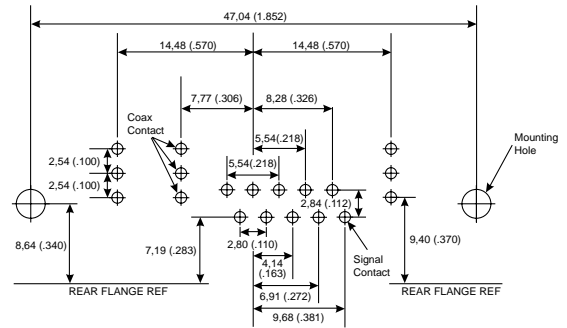 47,04 (1.852)
14,48 (.570)
14,48 (.570)
7,77 (.306)
8,28 (.326)
Coax
Contact
5,54(.218)
Mounting
Hole
2,54 (.100)
5,54(.218)
2,54 (.100)
2,84 (.112)
8,64 (.340)
7,19 (.283)
2,80 (.110)
9,40 (.370)
4,14
(.163)
Signal
Contact
6,91 (.272)
REAR FLANGE REF
REAR FLANGE REF
9,68 (.381)